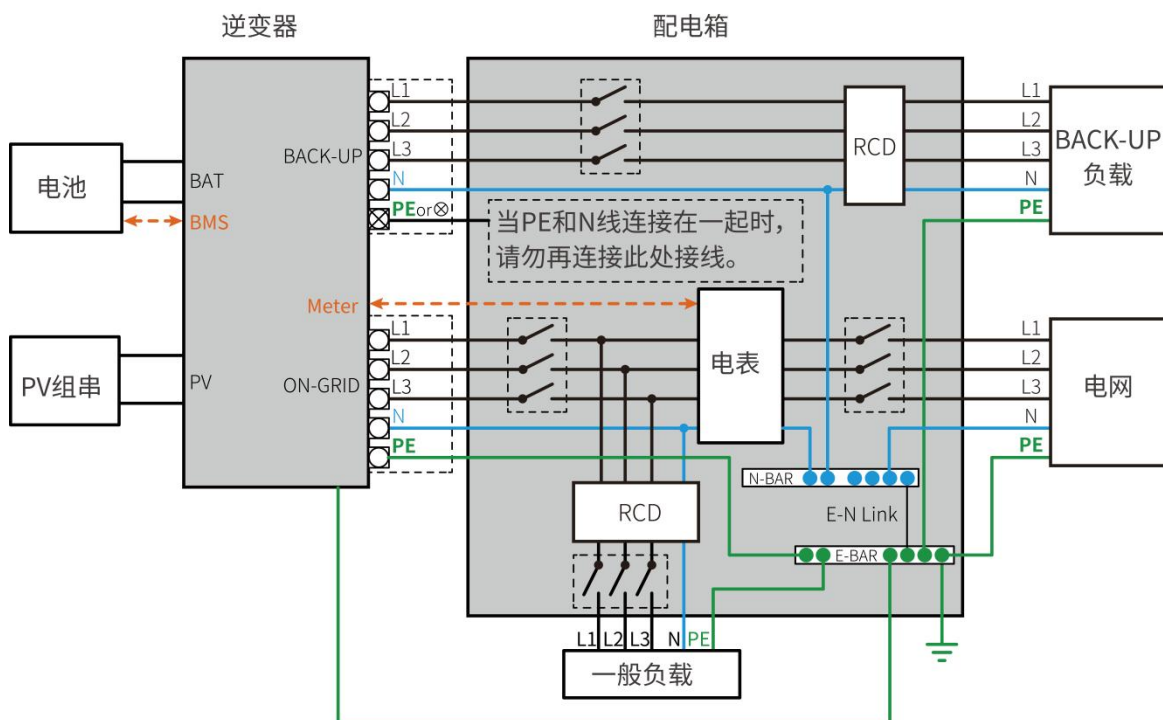 逆变器
配电箱
L1
L2
L3
N
PEor⊗
BACK-UP
RCD
L1
L2
L3
N
PE
BACK-UP
负载
电池
BAT
BMS
当PE和N线连接在一起时，
请勿再连接此处接线。
Meter
L1
L2
L3
N
PE
ON-GRID
PV组串
PV
电表
L1
L2
L3
N
PE
电网
N-BAR
E-N Link
E-BAR
RCD
L1 L2 L3 N PE
一般负载